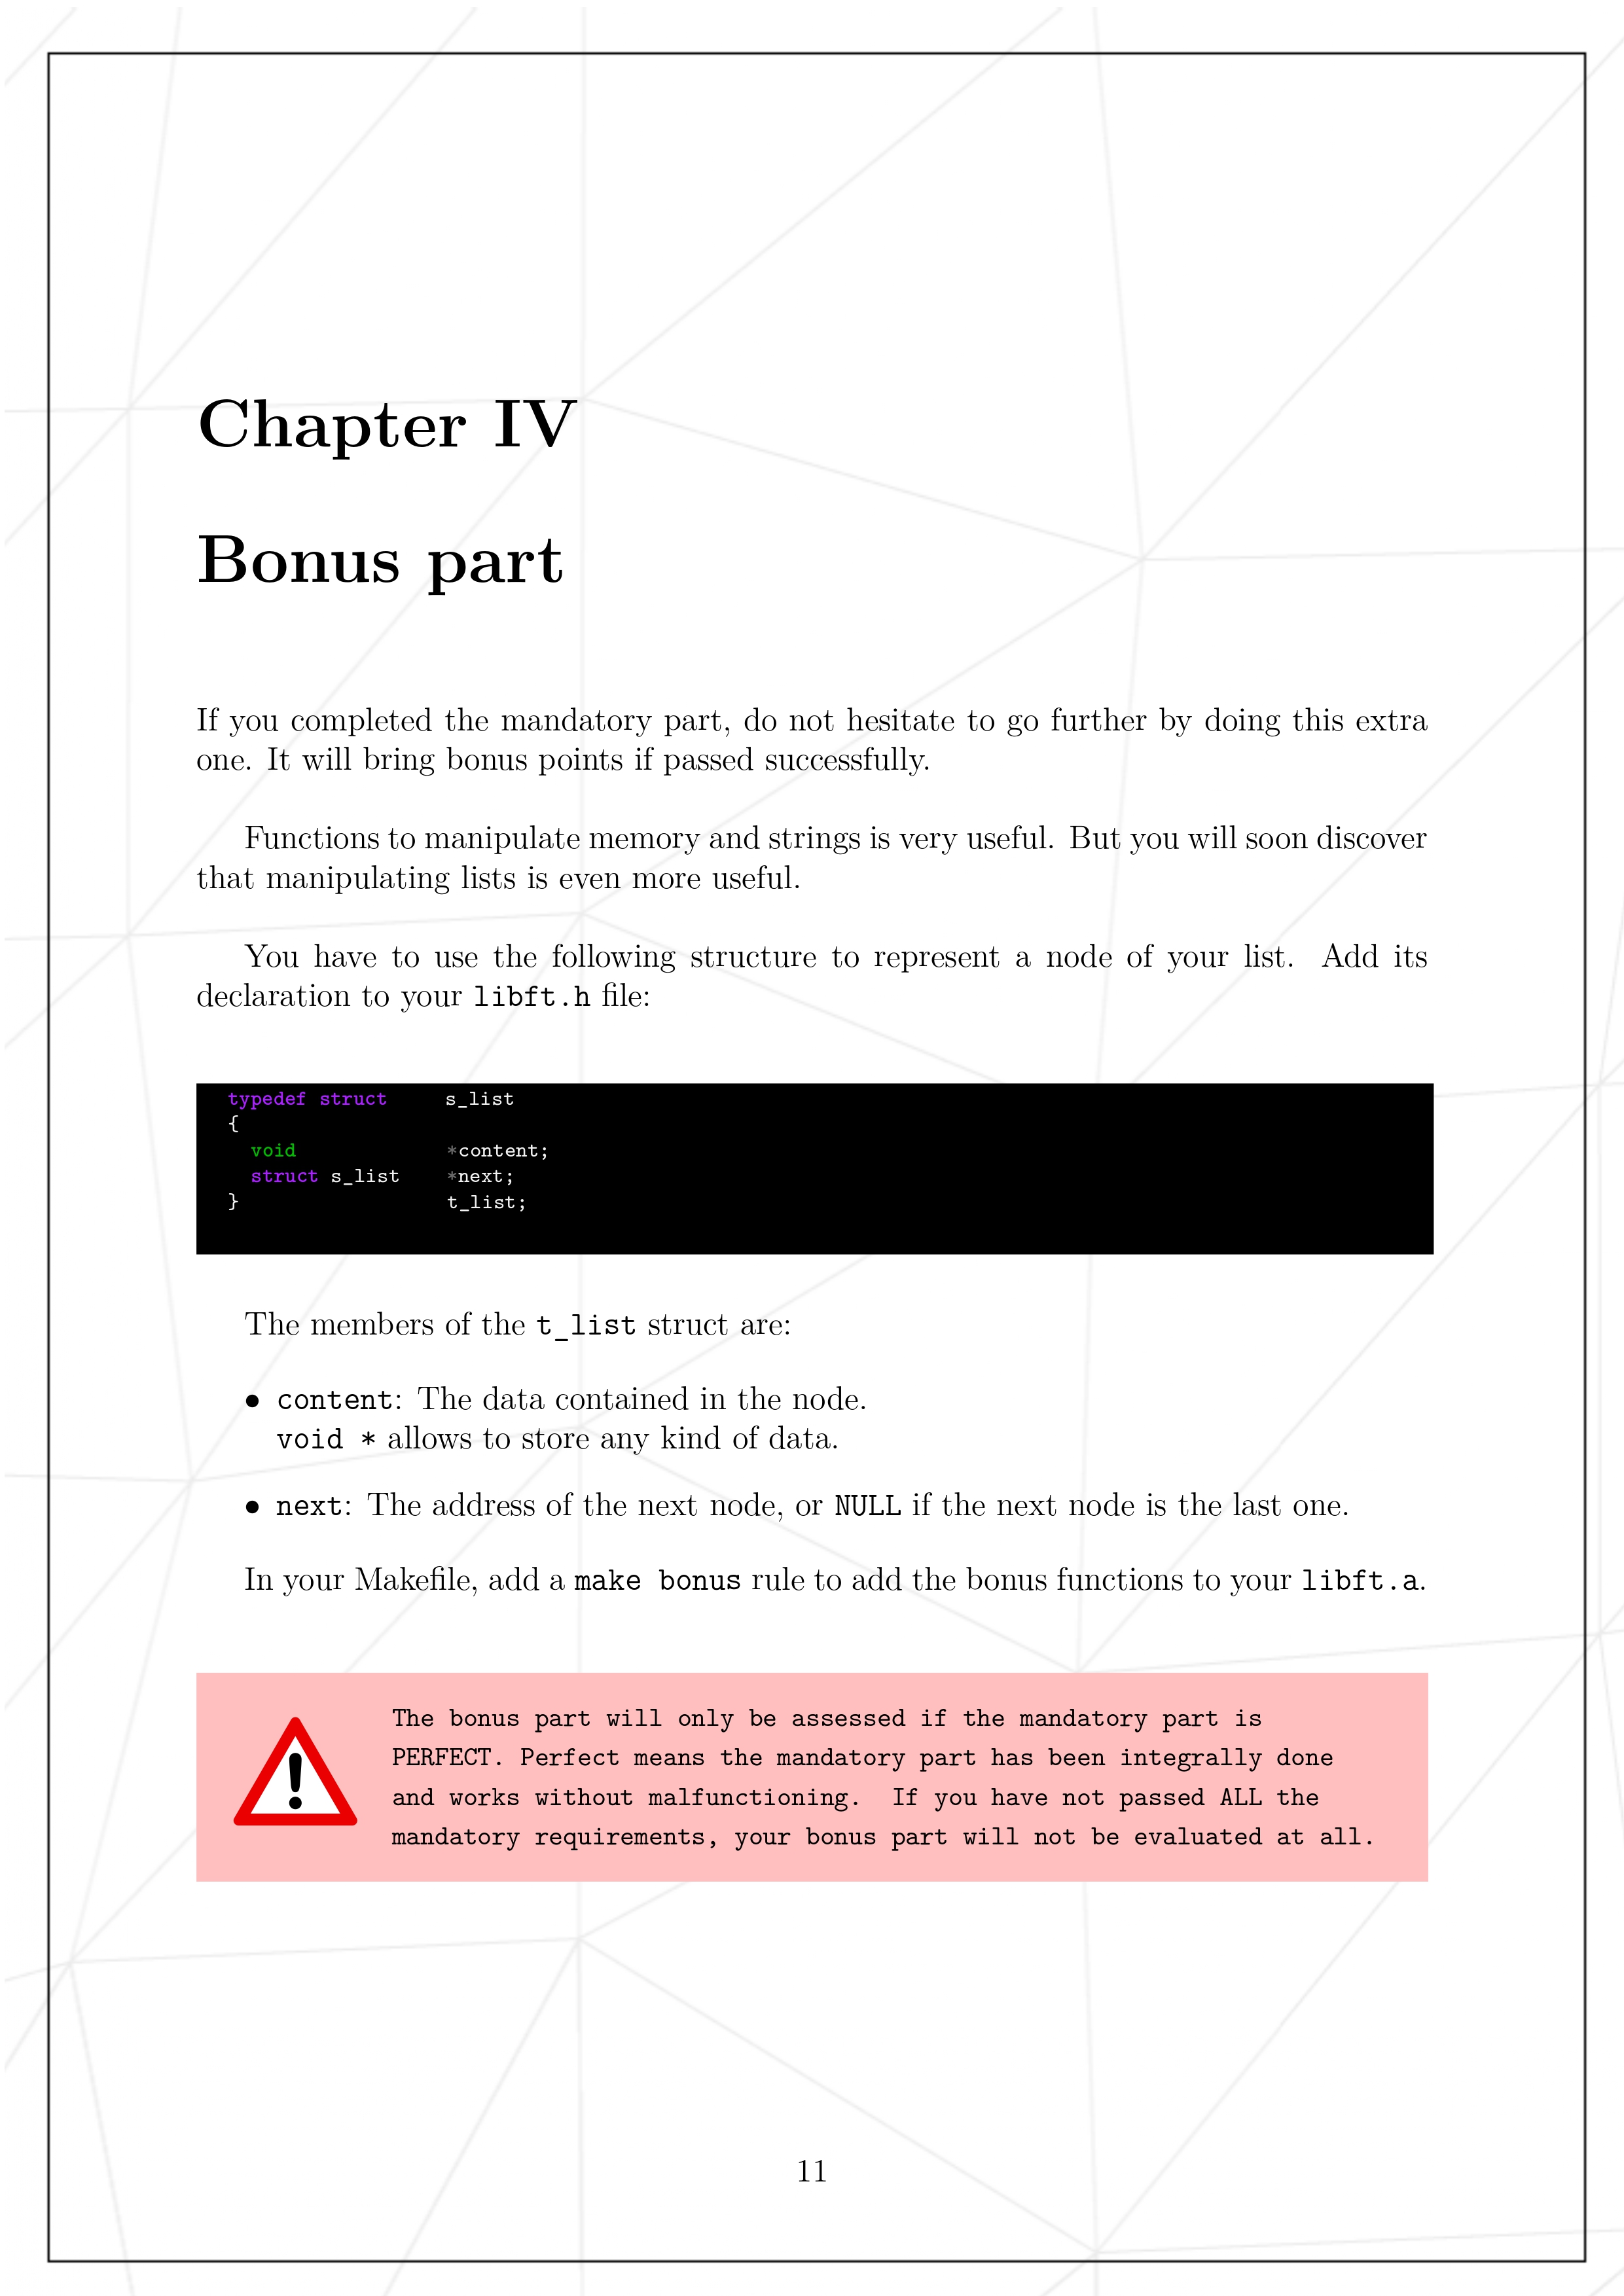 Chapter IV
Bonus part
If you completed the mandatory part, do not hesitate to go further by doing this extra
one. It will bring bonus points if passed successfully.
Functions to manipulate memory and strings is very useful. But you will soon discover
that manipulating lists is even more useful.
You have to use the following structure to represent a node of your list. Add its
declaration to your libft.h file:
typedef struct s_list
{
void *content;
struct s_list *next;
} t_list;
The members of the t_list struct are:
• content: The data contained in the node.
void * allows to store any kind of data.
• next: The address of the next node, or NULL if the next node is the last one.
In your Makefile, add a make bonus rule to add the bonus functions to your libft.a.
The bonus part will only be assessed if the mandatory part is
PERFECT. Perfect means the mandatory part has been integrally done
and works without malfunctioning. If you have not passed ALL the
mandatory requirements, your bonus part will not be evaluated at all.
11